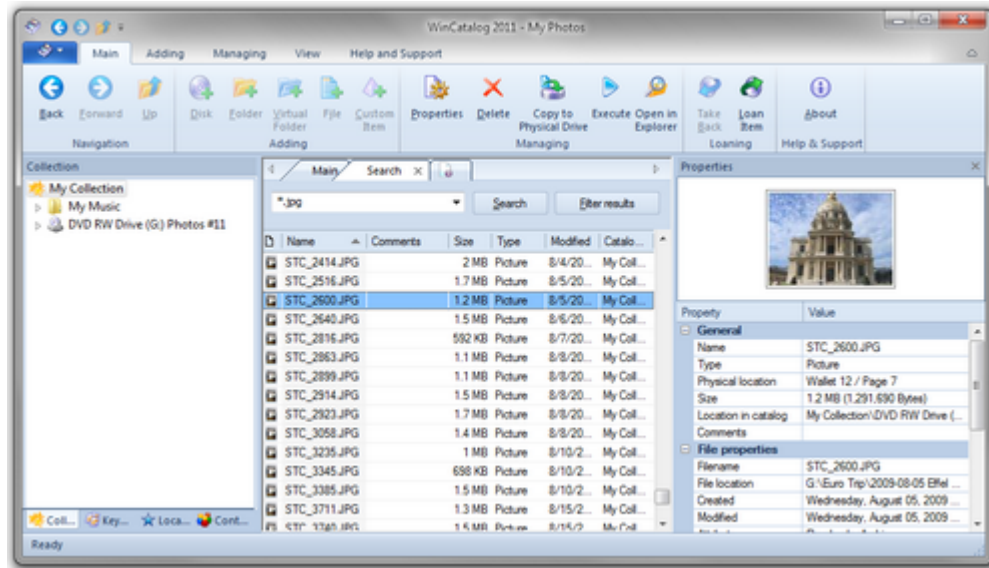 WinCatalog 2011 - My Photos
Main Adding Managing View Help and Support
Back Forward Up Disk Folder Virtual Folder File Custom Item Properties Delete Copy to Physical Drive Execute Open in Explorer Take Back Loan Item About
Navigation Adding Managing Loaning Help & Support
Collection
My Collection
My Music
DVD RW Drive (G:) Photos #11
Coll... Key... Loca... Cont...
Main Search
*.jpg Search Filter results
Name Comments Size Type Modified Catalo...
STC_2414.JPG 2 MB Picture 8/4/20... My Coll...
STC_2516.JPG 1.7 MB Picture 8/5/20... My Coll...
STC_2600.JPG 1.2 MB Picture 8/5/20... My Coll...
STC_2640.JPG 1.5 MB Picture 8/6/20... My Coll...
STC_2816.JPG 592 KB Picture 8/7/20... My Coll...
STC_2863.JPG 1.1 MB Picture 8/8/20... My Coll...
STC_2899.JPG 1.1 MB Picture 8/8/20... My Coll...
STC_2914.JPG 1.5 MB Picture 8/8/20... My Coll...
STC_2923.JPG 1.7 MB Picture 8/8/20... My Coll...
STC_3058.JPG 1.4 MB Picture 8/8/20... My Coll...
STC_3235.JPG 1 MB Picture 8/10/2... My Coll...
STC_3345.JPG 698 KB Picture 8/10/2... My Coll...
STC_3385.JPG 1.5 MB Picture 8/10/2... My Coll...
STC_3711.JPG 1.3 MB Picture 8/15/2... My Coll...
STC_3740.JPG 1.5 MB Picture 8/15/2... My Coll...
Properties
Property Value
General
Name STC_2600.JPG
Type Picture
Physical location Wallet 12 / Page 7
Size 1.2 MB (1,291,690 Bytes)
Location in catalog My Collection\DVD RW Drive (...
Comments
File properties
Filename STC_2600.JPG
File location G:\Euro Trip\2009-08-05 Eiffel ...
Created Wednesday, August 05, 2009 ...
Modified Wednesday, August 05, 2009 ...
Ready